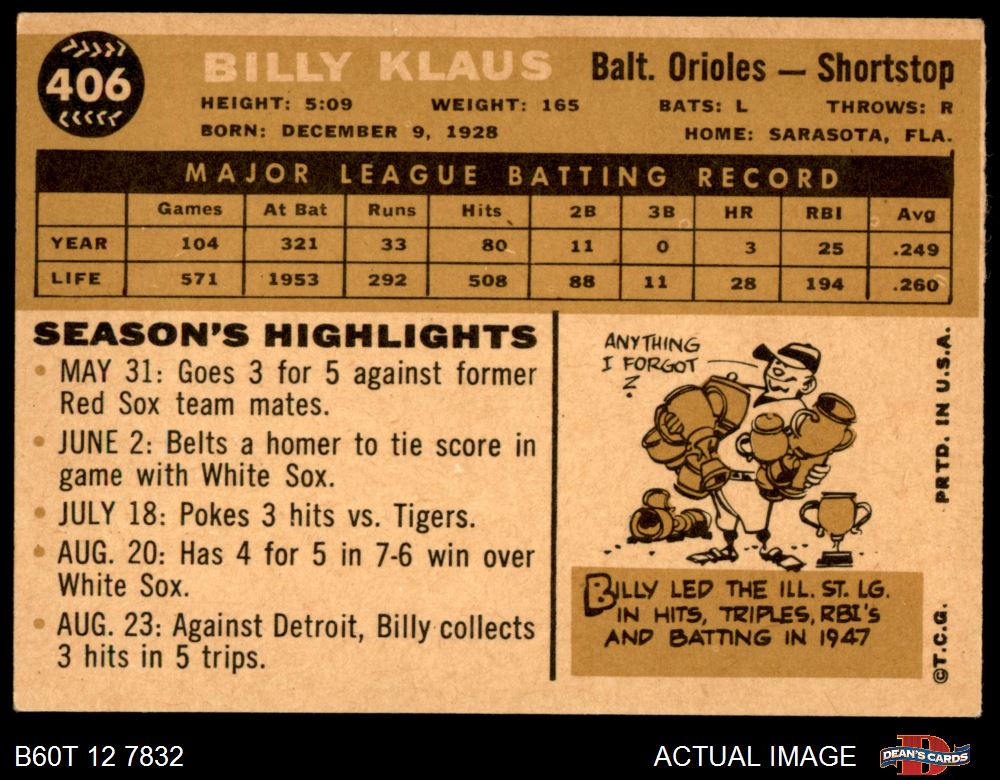 406
BILLY KLAUS Balt. Orioles — Shortstop
HEIGHT: 5:09 WEIGHT: 165 BATS: L THROWS: R
BORN: DECEMBER 9, 1928 HOME: SARASOTA, FLA.
MAJOR LEAGUE BATTING RECORD
Games At Bat Runs Hits 2B 3B HR RBI Avg
YEAR 104 321 33 80 11 0 3 25 .249
LIFE 571 1953 292 508 88 11 28 194 .260
SEASON'S HIGHLIGHTS
• MAY 31: Goes 3 for 5 against former
Red Sox team mates.
• JUNE 2: Belts a homer to tie score in
game with White Sox.
• JULY 18: Pokes 3 hits vs. Tigers.
• AUG. 20: Has 4 for 5 in 7-6 win over
White Sox.
• AUG. 23: Against Detroit, Billy collects
3 hits in 5 trips.
ANYTHING
I FORGOT
?
BILLY LED THE ILL. ST. LG.
IN HITS, TRIPLES, RBI'S
AND BATTING IN 1947
©T.C.G. PRTD. IN U.S.A.
B60T 12 7832 ACTUAL IMAGE DEAN'S CARDS